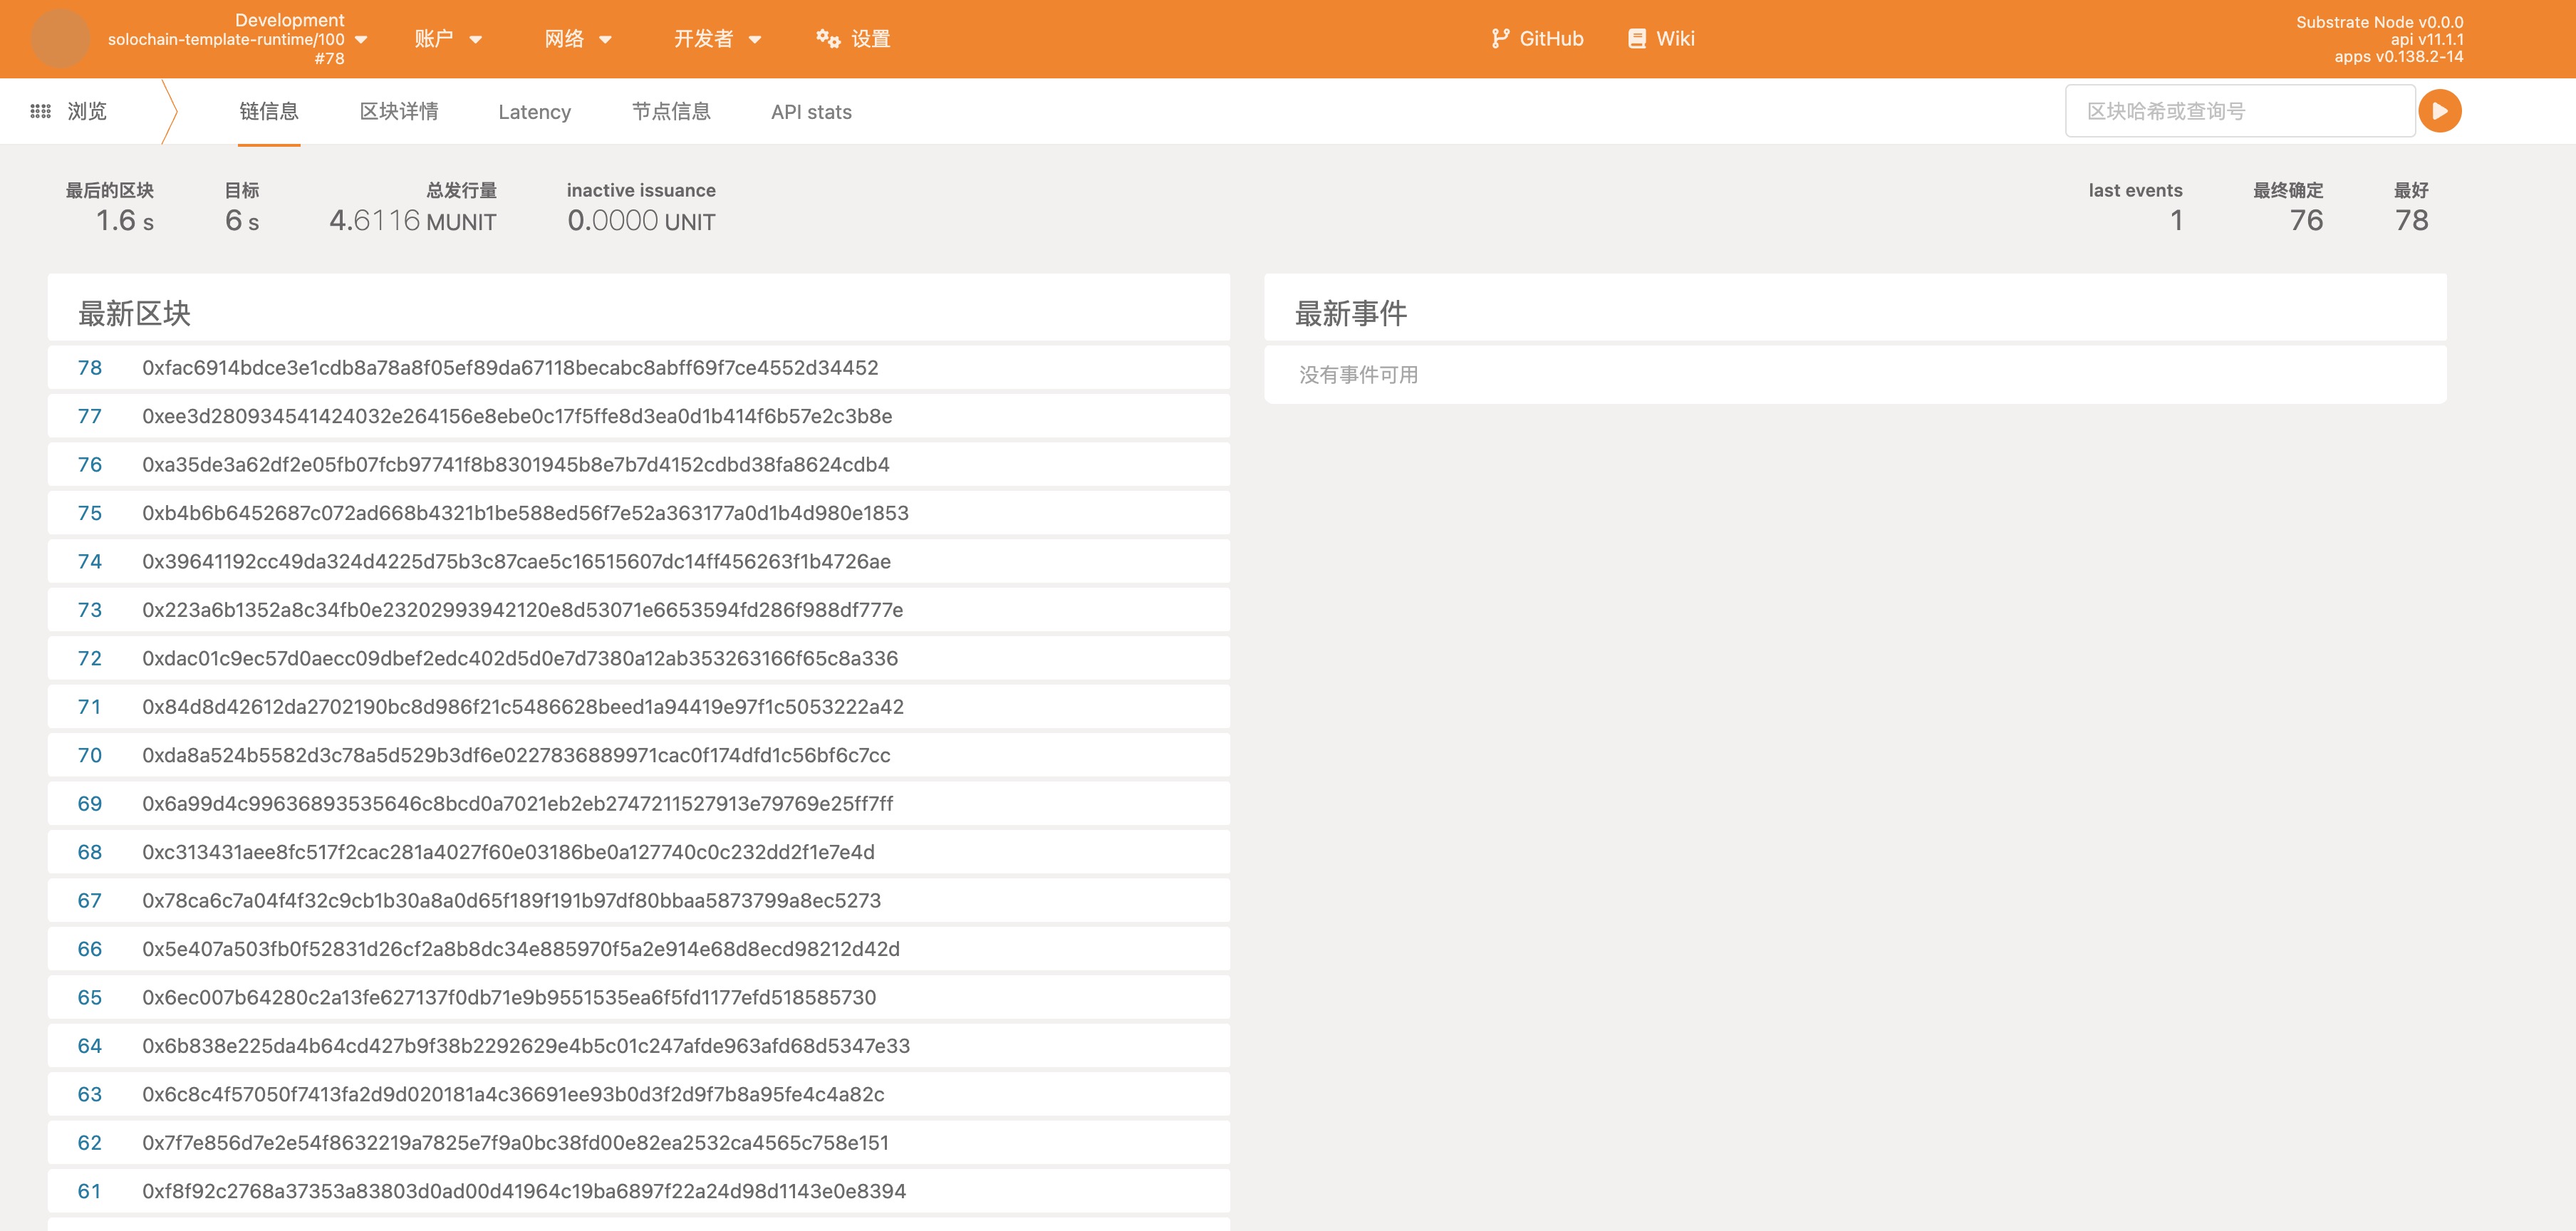 Development
solochain-template-runtime/100
#78
账户
网络
开发者
设置
GitHub
Wiki
Substrate Node v0.0.0
api v11.1.1
apps v0.138.2-14
浏览
链信息
区块详情
Latency
节点信息
API stats
区块哈希或查询号
最后的区块
1.6 s
目标
6 s
总发行量
4.6116 MUNIT
inactive issuance
0.0000 UNIT
last events
1
最终确定
76
最好
78
最新区块
78 0xfac6914bdce3e1cdb8a78a8f05ef89da67118becabc8abff69f7ce4552d34452
77 0xee3d280934541424032e264156e8ebe0c17f5ffe8d3ea0d1b414f6b57e2c3b8e
76 0xa35de3a62df2e05fb07fcb97741f8b8301945b8e7b7d4152cdbd38fa8624cdb4
75 0xb4b6b6452687c072ad668b4321b1be588ed56f7e52a363177a0d1b4d980e1853
74 0x39641192cc49da324d4225d75b3c87cae5c16515607dc14ff456263f1b4726ae
73 0x223a6b1352a8c34fb0e23202993942120e8d53071e6653594fd286f988df777e
72 0xdac01c9ec57d0aecc09dbef2edc402d5d0e7d7380a12ab353263166f65c8a336
71 0x84d8d42612da2702190bc8d986f21c5486628beed1a94419e97f1c5053222a42
70 0xda8a524b5582d3c78a5d529b3df6e0227836889971cac0f174dfd1c56bf6c7cc
69 0x6a99d4c99636893535646c8bcd0a7021eb2eb2747211527913e79769e25ff7ff
68 0xc313431aee8fc517f2cac281a4027f60e03186be0a127740c0c232dd2f1e7e4d
67 0x78ca6c7a04f4f32c9cb1b30a8a0d65f189f191b97df80bbaa5873799a8ec5273
66 0x5e407a503fb0f52831d26cf2a8b8dc34e885970f5a2e914e68d8ecd98212d42d
65 0x6ec007b64280c2a13fe627137f0db71e9b9551535ea6f5fd1177efd518585730
64 0x6b838e225da4b64cd427b9f38b2292629e4b5c01c247afde963afd68d5347e33
63 0x6c8c4f57050f7413fa2d9d020181a4c36691ee93b0d3f2d9f7b8a95fe4c4a82c
62 0x7f7e856d7e2e54f8632219a7825e7f9a0bc38fd00e82ea2532ca4565c758e151
61 0xf8f92c2768a37353a83803d0ad00d41964c19ba6897f22a24d98d1143e0e8394
最新事件
没有事件可用